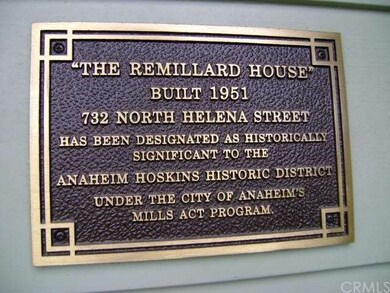 "THE REMILLARD HOUSE"
BUILT 1951
732 NORTH HELENA STREET
HAS BEEN DESIGNATED AS HISTORICALLY
SIGNIFICANT TO THE
ANAHEIM HOSKINS HISTORIC DISTRICT
UNDER THE CITY OF ANAHEIM'S
MILLS ACT PROGRAM.
CRMLS